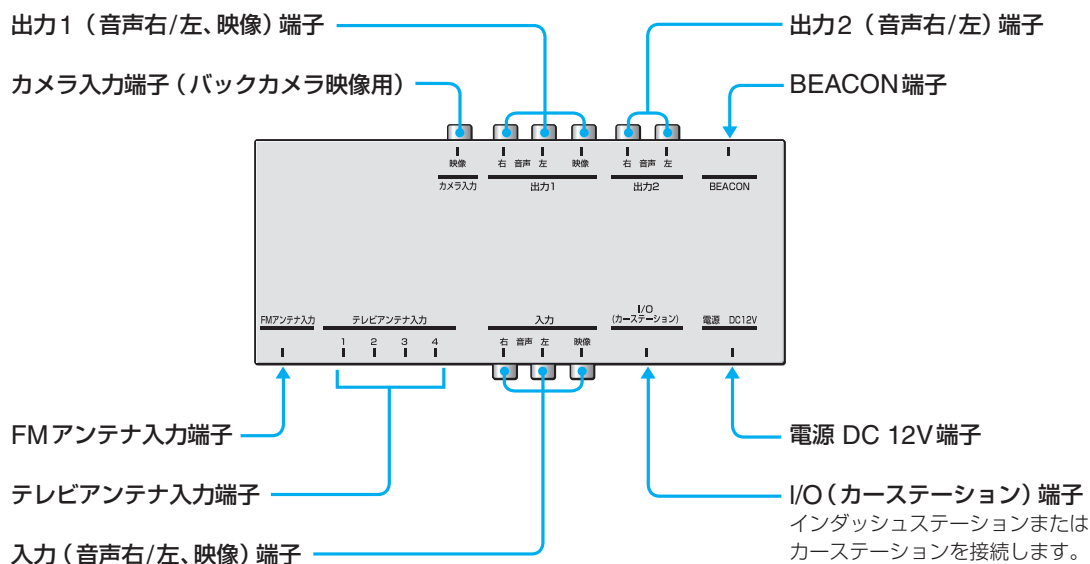 出力1（音声右/左、映像）端子
出力2（音声右/左）端子
カメラ入力端子（バックカメラ映像用）
BEACON端子
映像
右 音声 左 映像
右 音声 左
カメラ入力
出力1
出力2
BEACON
FMアンテナ入力
テレビアンテナ入力
入力
I/O
(カーステーション)
電源 DC12V
1 2 3 4
右 音声 左 映像
FMアンテナ入力端子
電源 DC 12V端子
テレビアンテナ入力端子
I/O（カーステーション）端子
インダッシュステーションまたは
カーステーションを接続します。
入力（音声右/左、映像）端子